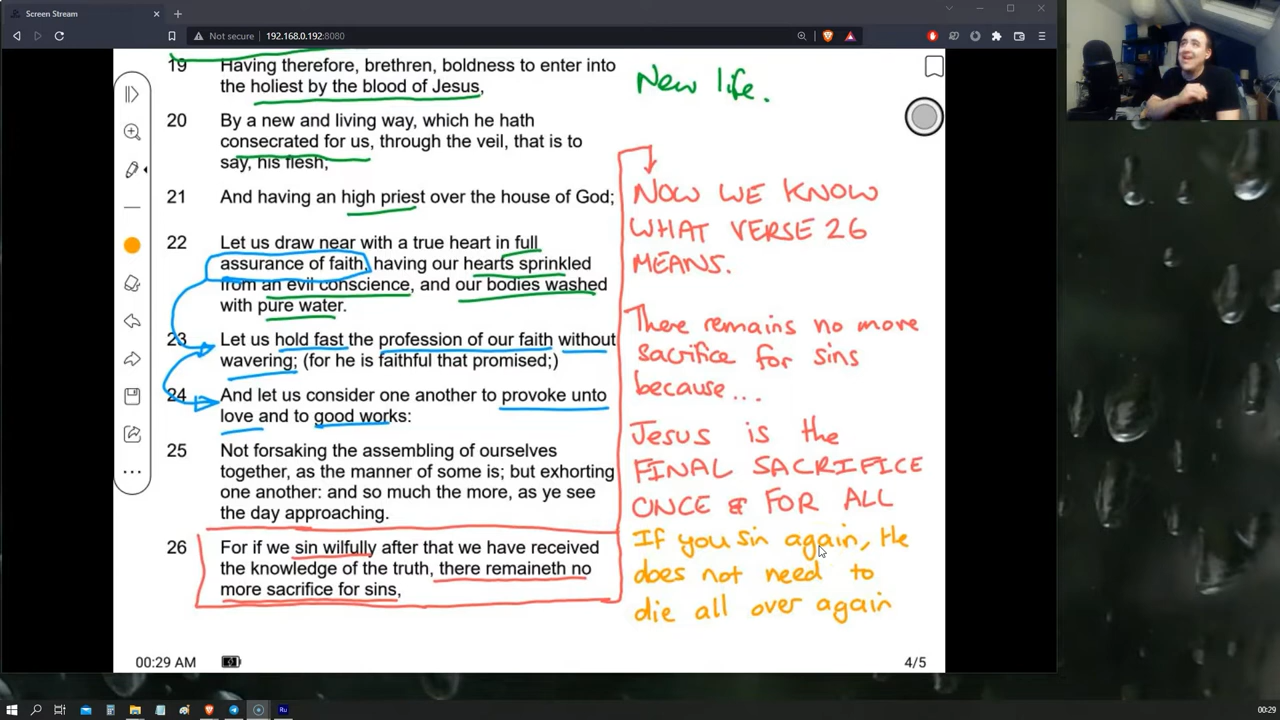 Screen Stream
Not secure
192.168.0.192:8080
19 Having therefore, brethren, boldness to enter into
the holiest by the blood of Jesus,
20 By a new and living way, which he hath
consecrated for us, through the veil, that is to
say, his flesh;
21 And having an high priest over the house of God;
22 Let us draw near with a true heart in full
assurance of faith, having our hearts sprinkled
from an evil conscience, and our bodies washed
with pure water.
23 Let us hold fast the profession of our faith without
wavering; (for he is faithful that promised;)
24 And let us consider one another to provoke unto
love and to good works:
25 Not forsaking the assembling of ourselves
together, as the manner of some is; but exhorting
one another: and so much the more, as ye see
the day approaching.
26 For if we sin wilfully after that we have received
the knowledge of the truth, there remaineth no
more sacrifice for sins,
New life.
NOW WE KNOW
WHAT VERSE 26
MEANS.
There remains no more
sacrifice for sins
because...
Jesus is the
FINAL SACRIFICE
ONCE & FOR ALL
If you sin again, He
does not need to
die all over again
00:29 AM
4/5
Ru
00:29